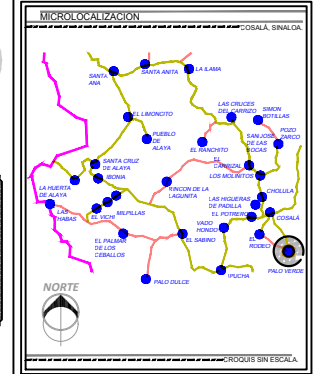 MICROLOCALIZACION
COSALÁ, SINALOA.
SANTA
ANA
SANTA ANITA
LA ILAMA
EL LIMONCITO
LAS CRUCES
DEL CARRIZO
SIMON
BOTILLAS
PUEBLO
DE
ALAYA
EL RANCHITO
SAN JOSE
DE LAS
BOCAS
POZO
ZARCO
SANTA CRUZ
DE ALAYA
IBONIA
EL
CARRIZAL
LOS MOLINITOS
LA HUERTA
DE ALAYA
RINCON DE LA
LAGUNITA
CHOLULA
LAS HIGUERAS
DE PADILLA
LAS
HABAS
EL VICHI
MILPILLAS
EL POTRERO
COSALÁ
VADO
HONDO
EL PALMAR
DE LOS
CEBALLOS
EL SABINO
EL
RODEO
PALO DULCE
IPUCHA
PALO VERDE
NORTE
CROQUIS SIN ESCALA.